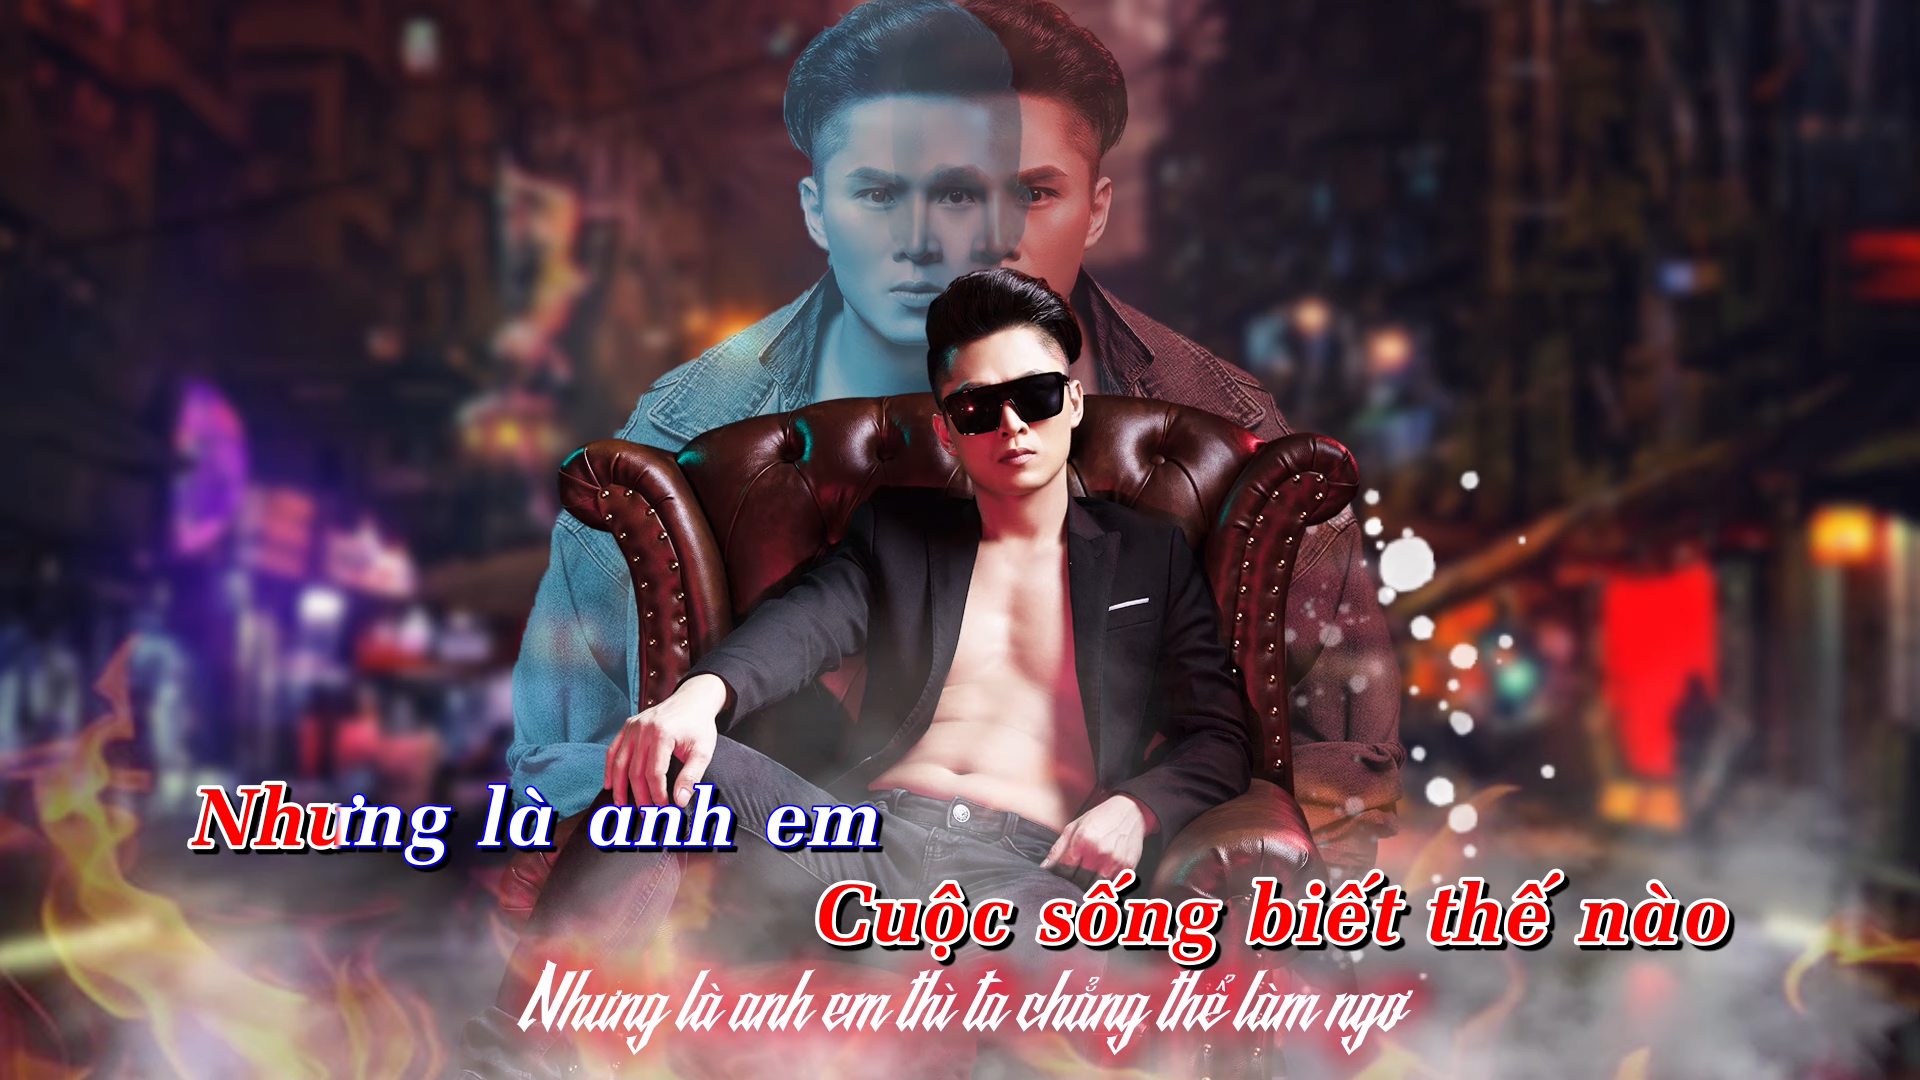 Nhưng là anh em
Cuộc sống biết thế nào
Nhưng là anh em thì ta chẳng thể làm ngơ